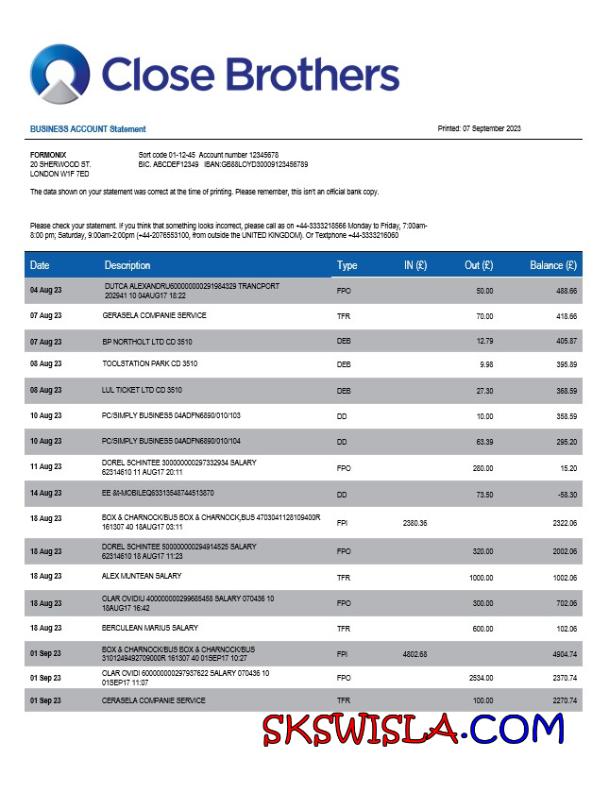 Close Brothers
BUSINESS ACCOUNT Statement Printed: 07 September 2023
FORMONIX Sort code 01-12-45 Account number 12345678
20 SHERWOOD ST. BIC. ABCDEF12349 IBAN:GB88LOYD30009123456789
LONDON W1F 7ED
The data shown on your statement was correct at the time of printing. Please remember, this isn't an official bank copy.
Please check your statement. If you think that something looks incorrect, please call as on +44-3333218566 Monday to Friday, 7:00am-
8:00 pm; Saturday, 9:00am-2:00pm (+44-2076553100, from outside the UNITED KINGDOM). Or Textphone +44-3333216060
Date Description Type IN (£) Out (£) Balance (£)
04 Aug 23 DUTCA ALEXANDRU600000000291984329 TRANCPORT FPO 50.00 488.66
202941 10 04AUG17 18:22
07 Aug 23 GERASELA COMPANIE SERVICE TFR 70.00 418.66
07 Aug 23 BP NORTHOLT LTD CD 3510 DEB 12.79 405.87
08 Aug 23 TOOLSTATION PARK CD 3510 DEB 9.98 395.89
08 Aug 23 LUL TICKET LTD CD 3510 DEB 27.30 368.59
10 Aug 23 PC/SIMPLY BUSINESS 04ADFN6890/010/103 DD 10.00 358.59
10 Aug 23 PC/SIMPLY BUSINESS 04ADFN6890/010/104 DD 63.39 295.20
11 Aug 23 DOREL SCHINTEE 300000000297332934 SALARY FPO 280.00 15.20
62314610 11 AUG17 20:11
14 Aug 23 EE &t-MOBILEQ63313648744513870 DD 73.50 -58.30
18 Aug 23 BOX & CHARNOCK/BUS BOX & CHARNOCK,BUS 4703041128109400R FPI 2380.36 2322.06
161307 40 18AUG17 03:11
18 Aug 23 DOREL SCHINTEE 500000000294914525 SALARY FPO 320.00 2002.06
62314610 18 AUG17 11:23
18 Aug 23 ALEX MUNTEAN SALARY TFR 1000.00 1002.06
18 Aug 23 OLAR OVIDIU 400000000299685458 SALARY 070436 10 FPO 300.00 702.06
18AUG17 16:42
18 Aug 23 BERCULEAN MARIUS SALARY TFR 600.00 102.06
01 Sep 23 BOX & CHARNOCK/BUS BOX & CHARNOCK/BUS FPI 4802.68 4904.74
3101249492709000R 161307 40 01SEP17 10:27
01 Sep 23 OLAR OVIDI 600000000297937622 SALARY 070436 10 FPO 2534.00 2370.74
01SEP17 11:07
01 Sep 23 CERASELA COMPANIE SERVICE TFR 100.00 2270.74
SKSWISLA.COM